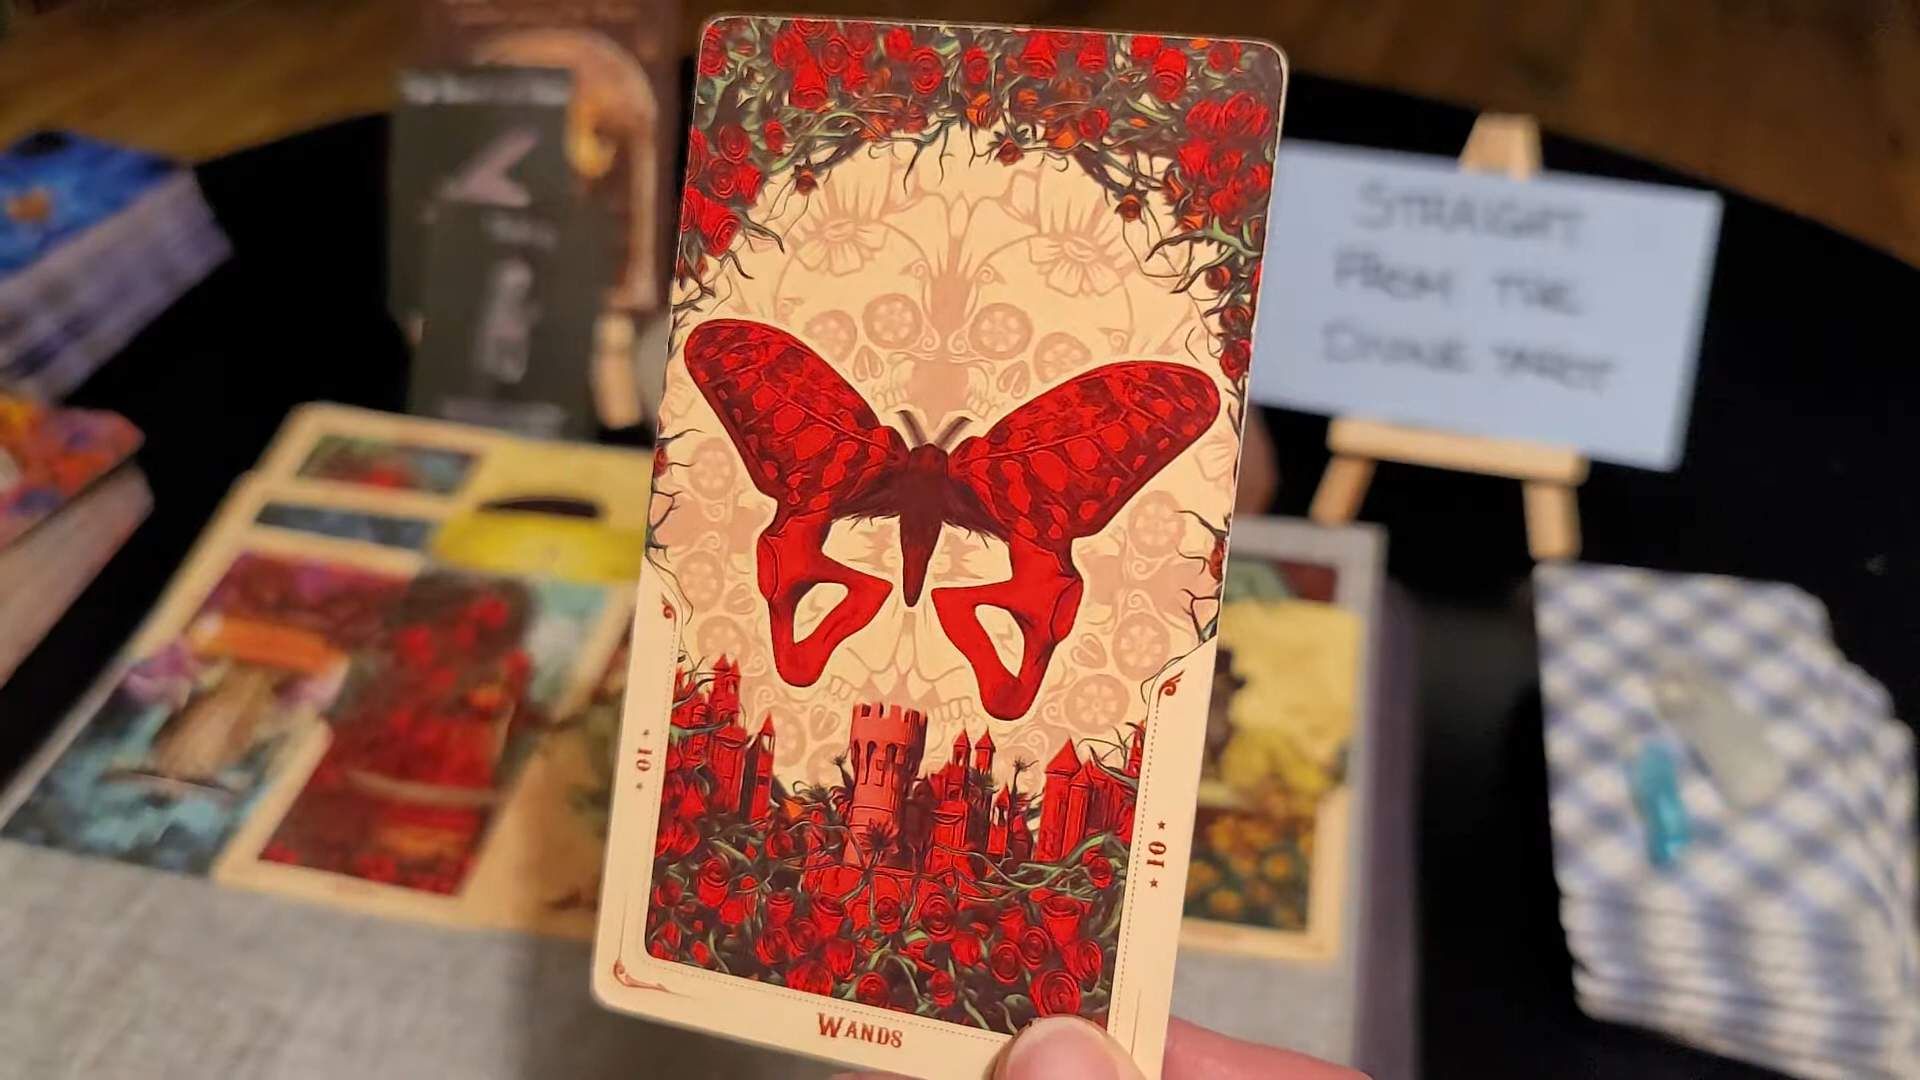 STRAIGHT
FROM THE
DIVINE TAROT
10
10
WANDS